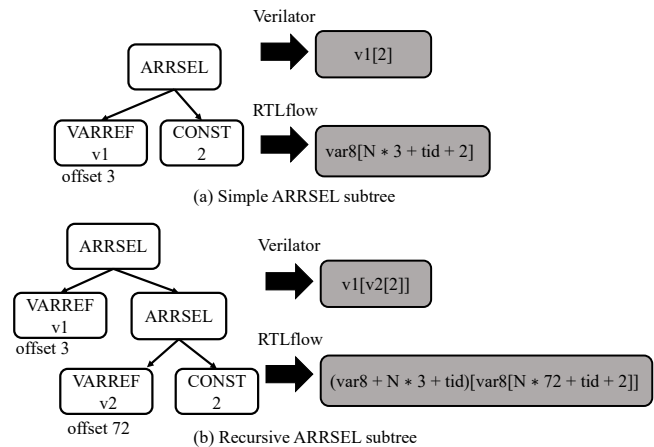 Verilator
ARRSEL
v1[2]
VARREF
v1
CONST
2
RTLflow
var8[N * 3 + tid + 2]
offset 3
(a) Simple ARRSEL subtree
ARRSEL
Verilator
v1[v2[2]]
VARREF
v1
ARRSEL
offset 3
RTLflow
VARREF
v2
CONST
2
(var8 + N * 3 + tid)[var8[N * 72 + tid + 2]]
offset 72
(b) Recursive ARRSEL subtree